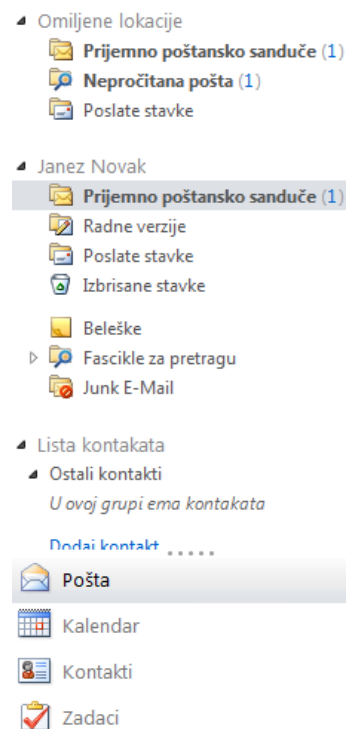 Omiljene lokacije
Prijemno poštansko sanduče (1)
Nepročitana pošta (1)
Poslate stavke
Janez Novak
Prijemno poštansko sanduče (1)
Radne verzije
Poslate stavke
Izbrisane stavke
Beleške
Fascikle za pretragu
Junk E-Mail
Lista kontakata
Ostali kontakti
U ovoj grupi ema kontakata
Dodaj kontakt
Pošta
Kalendar
Kontakti
Zadaci